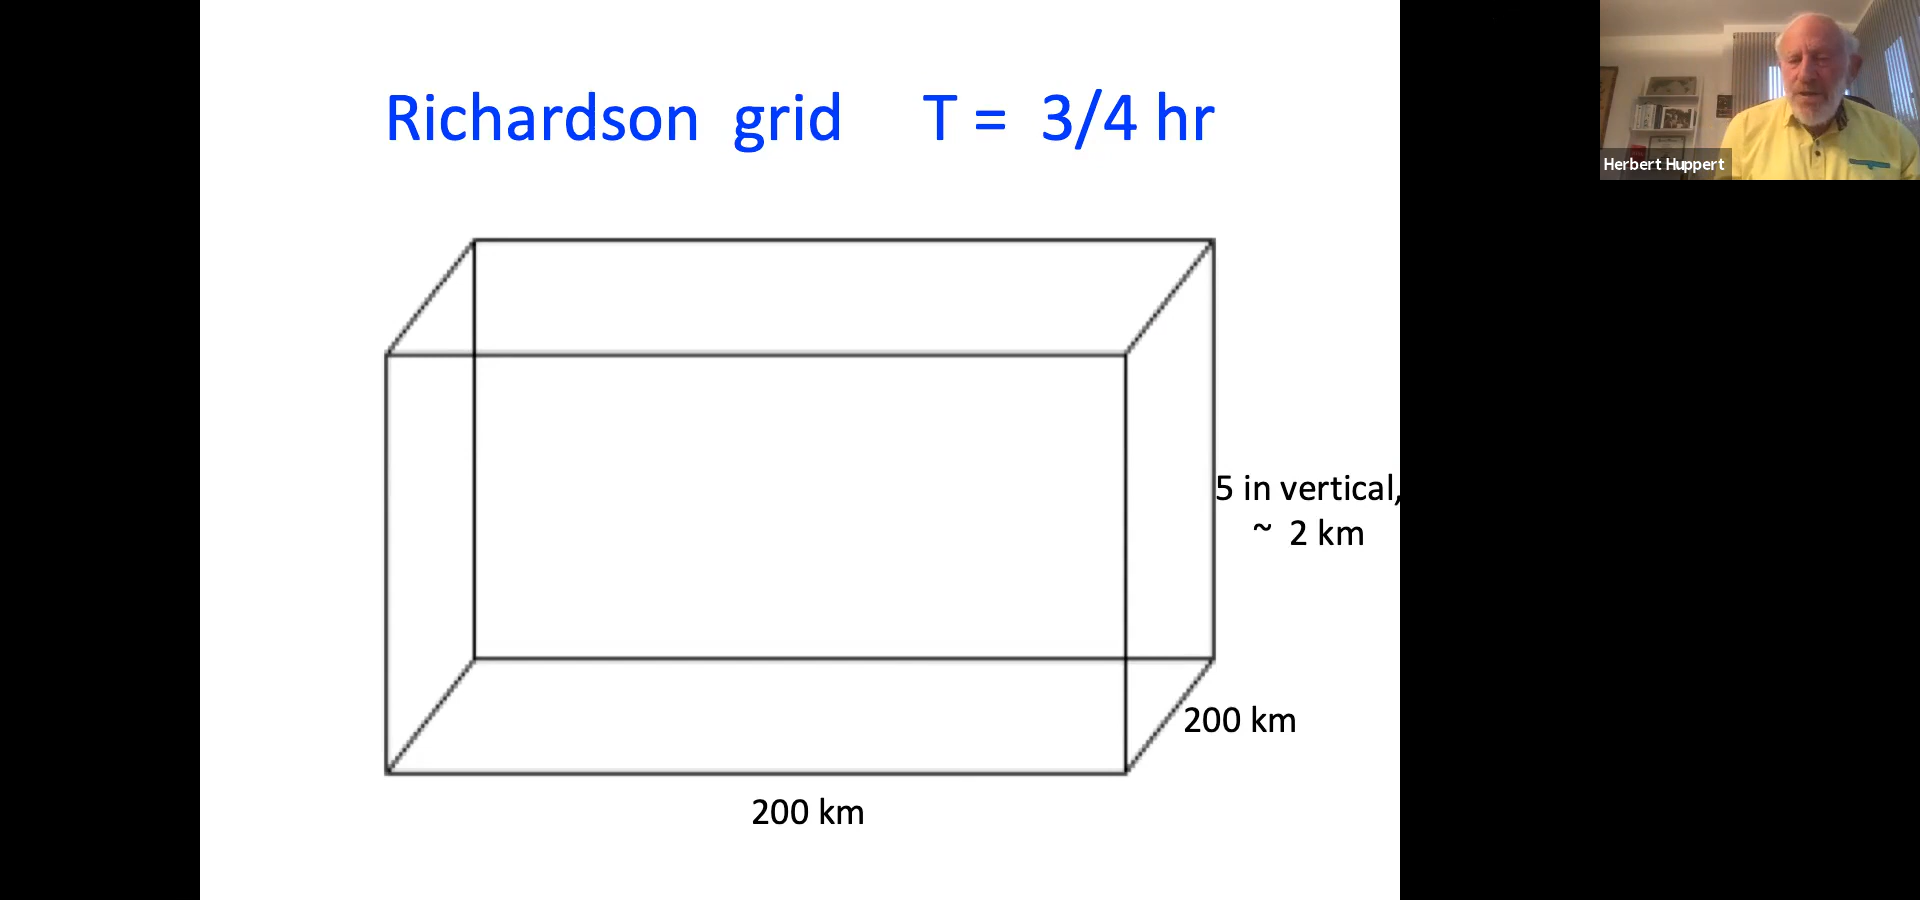 Richardson grid T = 3/4 hr
Herbert Huppert
5 in vertical,
~ 2 km
200 km
200 km